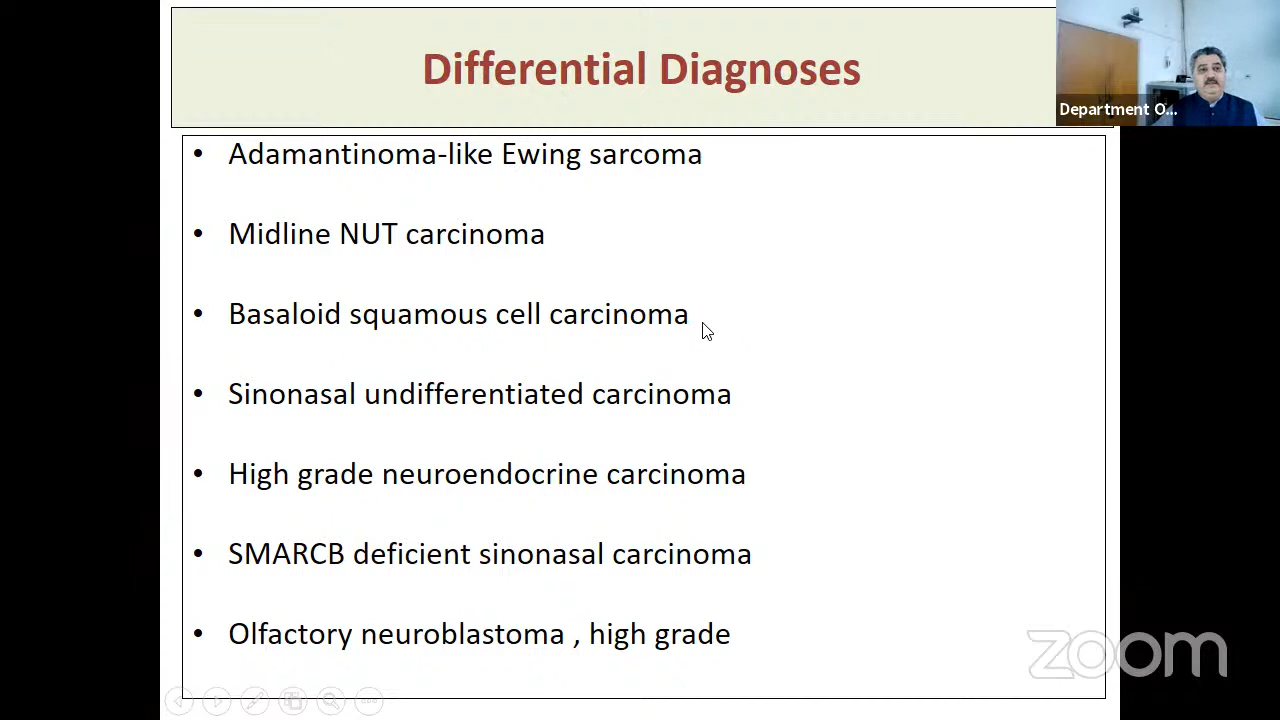 Differential Diagnoses
Department O...
• Adamantinoma-like Ewing sarcoma
• Midline NUT carcinoma
• Basaloid squamous cell carcinoma
• Sinonasal undifferentiated carcinoma
• High grade neuroendocrine carcinoma
• SMARCB deficient sinonasal carcinoma
• Olfactory neuroblastoma , high grade
zoom